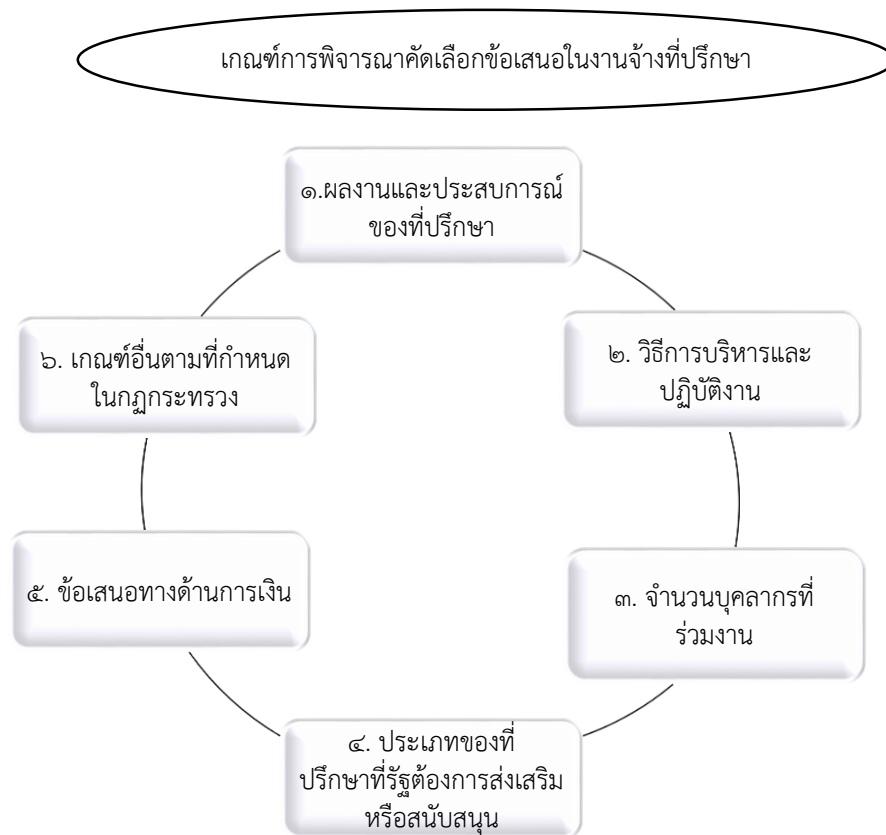 เกณฑ์การพิจารณาคัดเลือกข้อเสนอในงานจ้างที่ปรึกษา
๑.ผลงานและประสบการณ์
ของที่ปรึกษา
๒. วิธีการบริหารและ
ปฏิบัติงาน
๓. จำนวนบุคลากรที่
ร่วมงาน
๔. ประเภทของที่
ปรึกษาที่รัฐต้องการส่งเสริม
หรือสนับสนุน
๕. ข้อเสนอทางด้านการเงิน
๖. เกณฑ์อื่นตามที่กำหนด
ในกฎกระทรวง